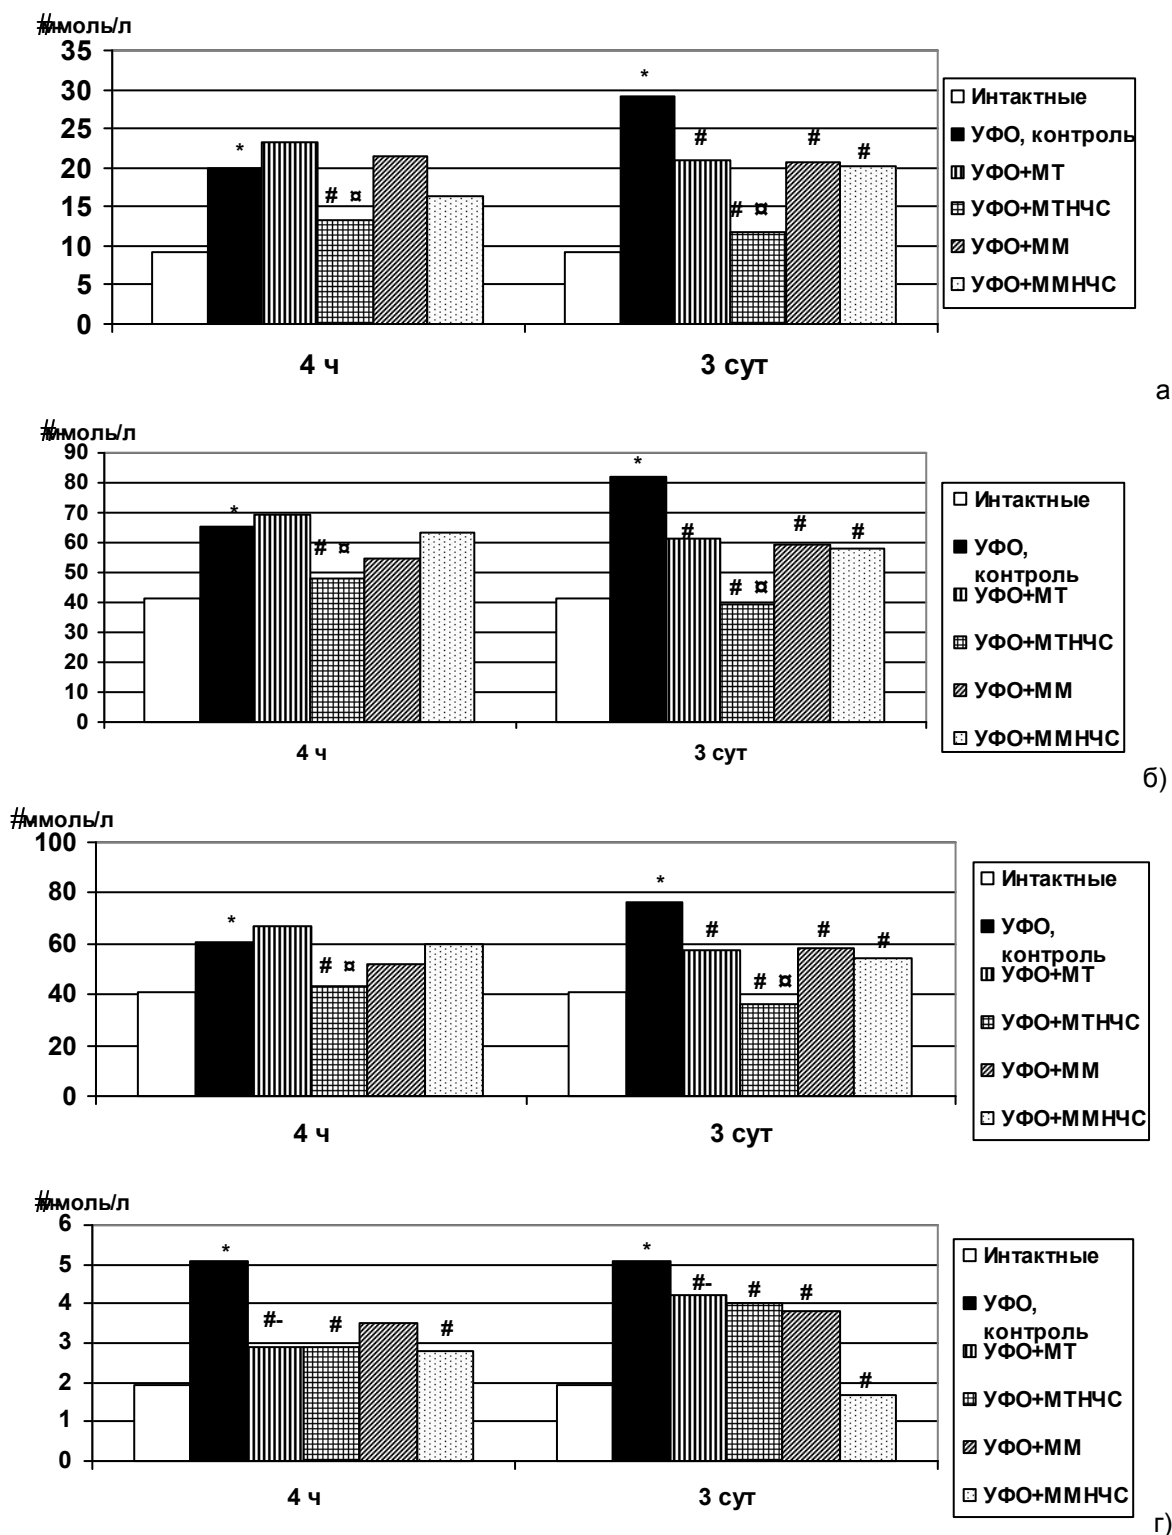 #ммоль/л
35
30
25
20
15
10
5
0
*
# ¤
*
#
# ¤
#
#
4 ч
3 сут
Интактные
УФО, контроль
УФО+МТ
УФО+МТНЧС
УФО+ММ
УФО+ММНЧС
а
#ммоль/л
90
80
70
60
50
40
30
20
10
0
*
# ¤
*
#
# ¤
#
#
4 ч
3 сут
Интактные
УФО,
контроль
УФО+МТ
УФО+МТНЧС
УФО+ММ
УФО+ММНЧС
б)
#ммоль/л
100
80
60
40
20
0
*
# ¤
*
#
# ¤
#
#
4 ч
3 сут
Интактные
УФО,
контроль
УФО+МТ
УФО+МТНЧС
УФО+ММ
УФО+ММНЧС
#ммоль/л
6
5
4
3
2
1
0
*
#-
#
#
*
#-
#
#
#
4 ч
3 сут
Интактные
УФО,
контроль
УФО+МТ
УФО+МТНЧС
УФО+ММ
УФО+ММНЧС
г)